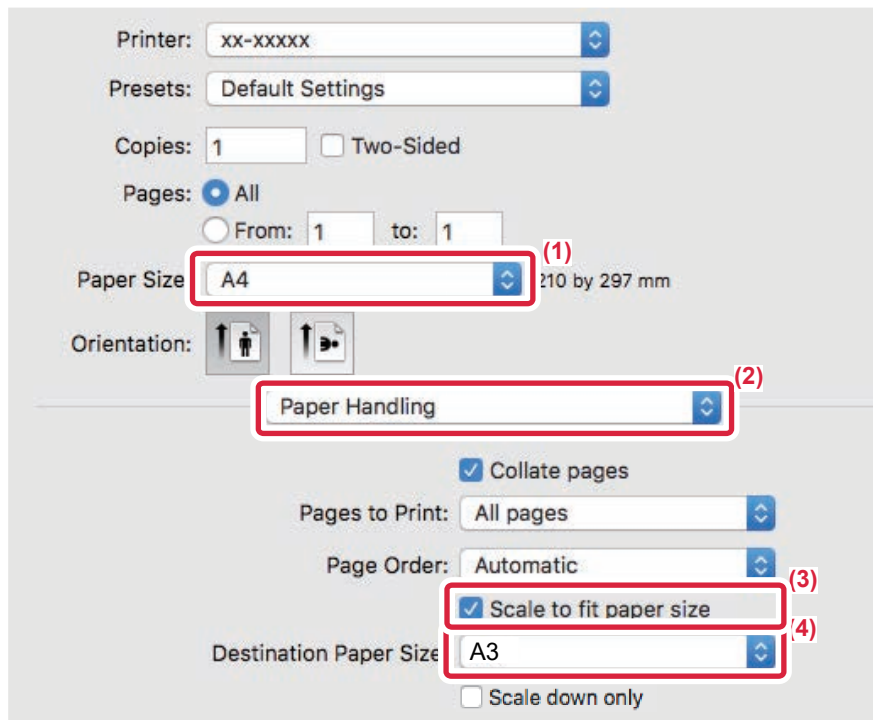 Printer: xx-xxxxx
Presets: Default Settings
Copies: 1 Two-Sided
Pages: All
From: 1 to: 1
(1)
Paper Size A4 210 by 297 mm
Orientation:
(2)
Paper Handling
Collate pages
Pages to Print: All pages
Page Order: Automatic
(3)
Scale to fit paper size
(4)
Destination Paper Size A3
Scale down only